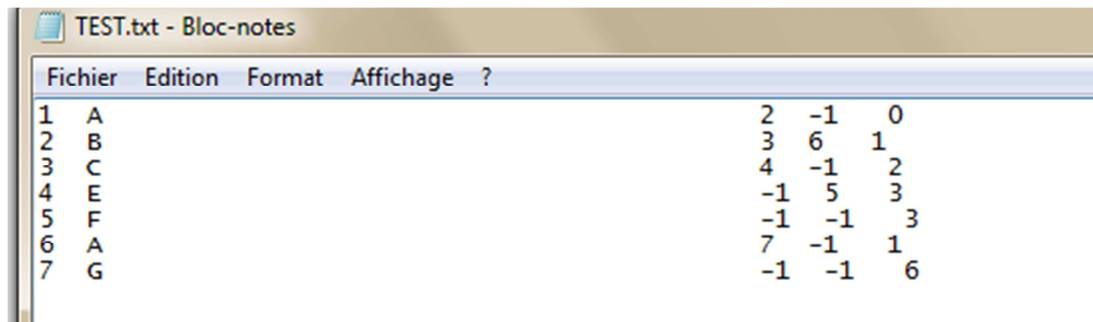 TEST.txt - Bloc-notes
Fichier Edition Format Affichage ?
1 A 2 -1 0
2 B 3 6 1
3 C 4 -1 2
4 E -1 5 3
5 F -1 -1 3
6 A 7 -1 1
7 G -1 -1 6